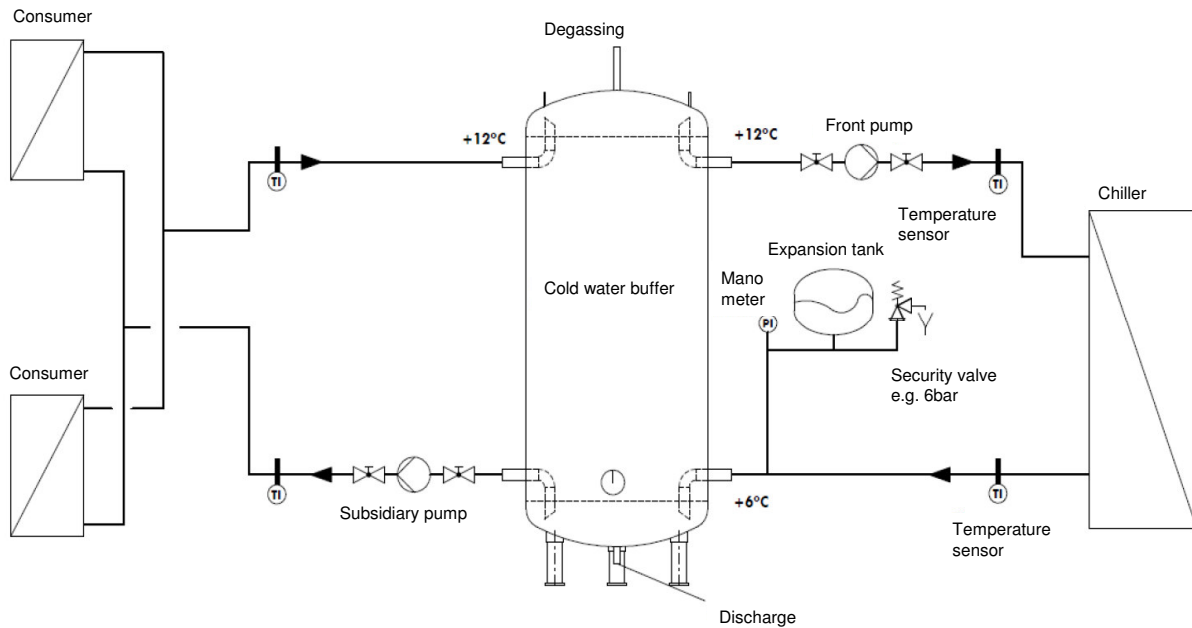 Consumer
Degassing
+12°C
+12°C
Front pump
TI
TI
Chiller
Temperature
sensor
Expansion tank
Cold water buffer
Mano
meter
PI
Consumer
Security valve
e.g. 6bar
TI
Subsidiary pump
+6°C
TI
Temperature
sensor
Discharge